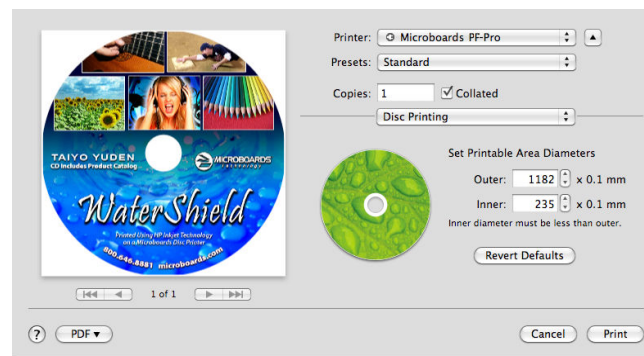 Printer: Microboards PF-Pro
Presets: Standard
Copies: 1 Collated
Disc Printing
Set Printable Area Diameters
Outer: 1182 x 0.1 mm
Inner: 235 x 0.1 mm
Inner diameter must be less than outer.
Revert Defaults
TAIYO YUDEN
CD Includes Product Catalog
MICROBOARDS
Technology
WaterShield
Printed Using HP Inkjet Technology
on a Microboards Disc Printer
800.646.8881 microboards.com
1 of 1
? PDF Cancel Print